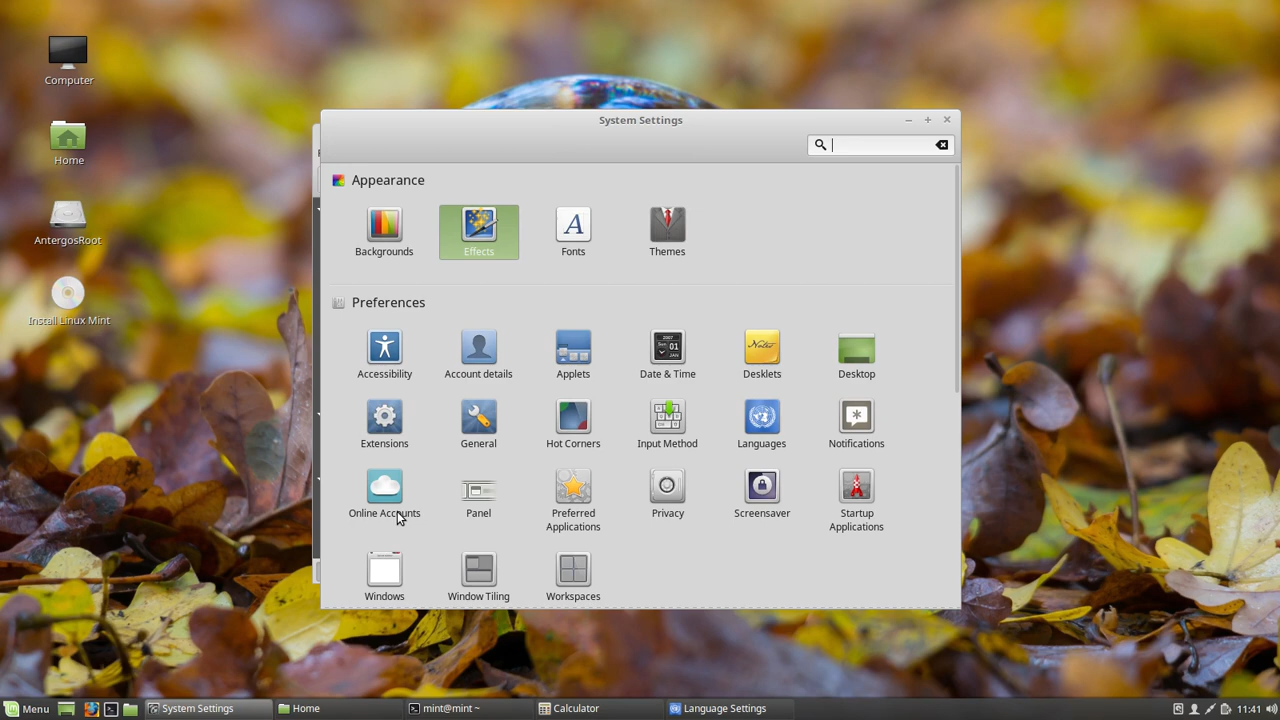 Computer
Home
AntergosRoot
Install Linux Mint
System Settings
Appearance
Backgrounds
Effects
Fonts
Themes
Preferences
Accessibility
Account details
Applets
Date & Time
Desklets
Desktop
Extensions
General
Hot Corners
Input Method
Languages
Notifications
Online Accounts
Panel
Preferred
Applications
Privacy
Screensaver
Startup
Applications
Windows
Window Tiling
Workspaces
Menu
System Settings
Home
mint@mint ~
Calculator
Language Settings
11:41